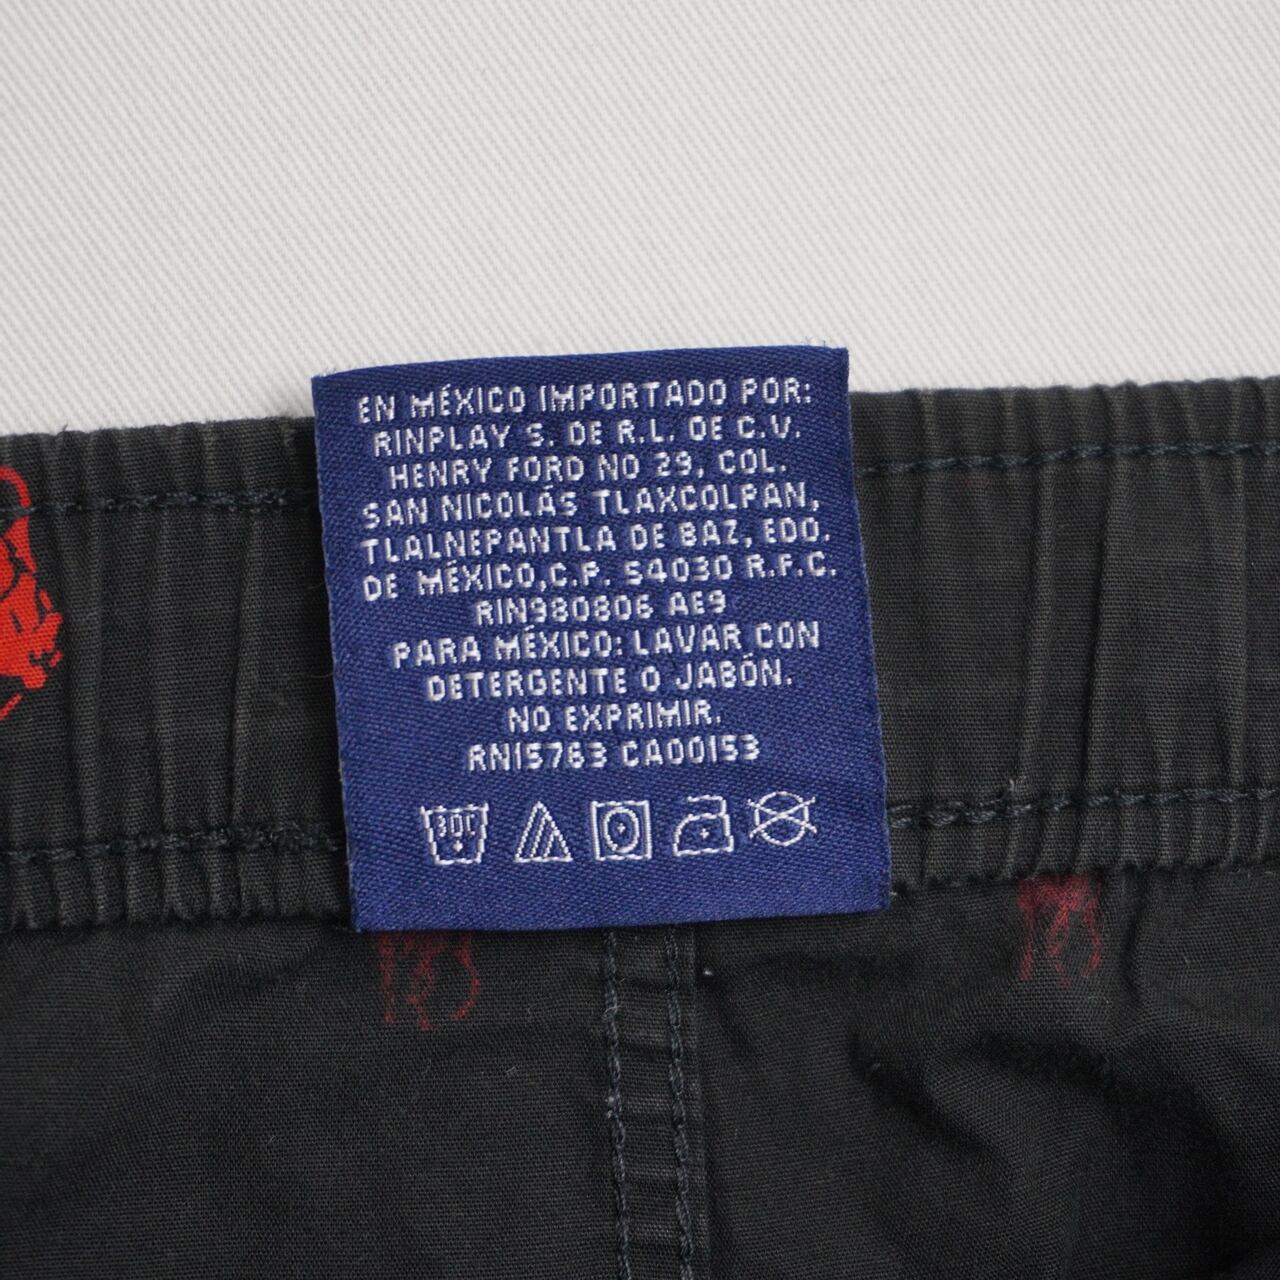 EN MÉXICO IMPORTADO POR:
RINPLAY S. DE R.L. DE C.V.
HENRY FORD NO 29, COL.
SAN NICOLÁS TLAXCOLPAN,
TLALNEPANTLA DE BAZ, EDO.
DE MÉXICO,C.P. 54030 R.F.C.
RIN980806 AE9
PARA MÉXICO: LAVAR CON
DETERGENTE O JABÓN.
NO EXPRIMIR.
RN15763 CA00153
30C